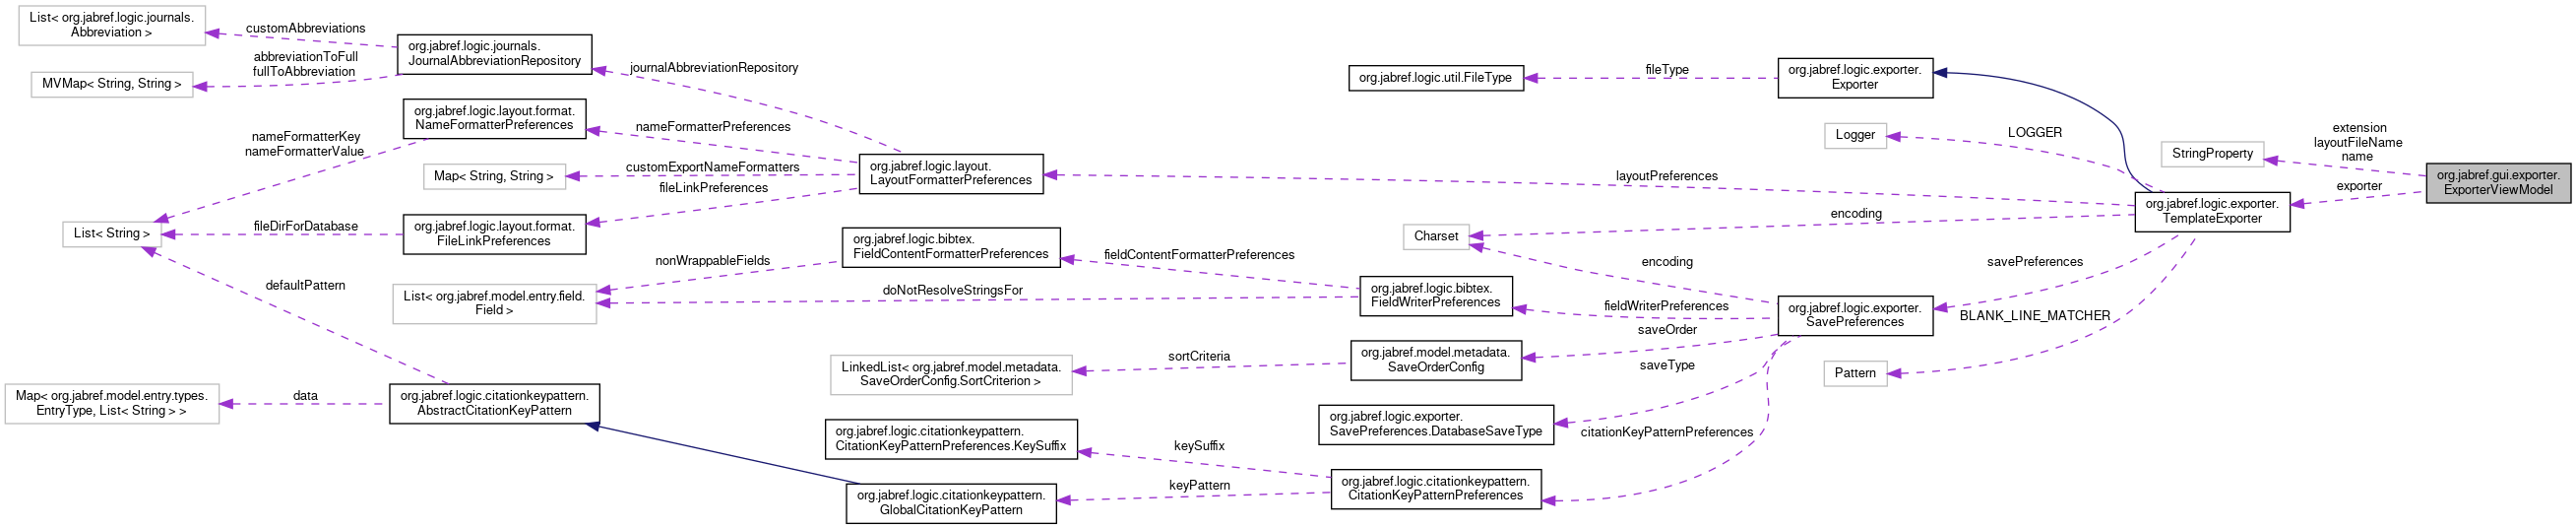 List< org.jabref.logic.journals.
Abbreviation >
customAbbreviations
org.jabref.logic.journals.
JournalAbbreviationRepository
abbreviationToFull
fullToAbbreviation
MVMap< String, String >
journalAbbreviationRepository
org.jabref.logic.layout.format.
NameFormatterPreferences
nameFormatterPreferences
nameFormatterKey
nameFormatterValue
Map< String, String >
customExportNameFormatters
fileLinkPreferences
org.jabref.logic.layout.
LayoutFormatterPreferences
List< String >
fileDirForDatabase
org.jabref.logic.layout.format.
FileLinkPreferences
defaultPattern
nonWrappableFields
org.jabref.logic.bibtex.
FieldContentFormatterPreferences
fieldContentFormatterPreferences
List< org.jabref.model.entry.field.
Field >
doNotResolveStringsFor
org.jabref.logic.bibtex.
FieldWriterPreferences
Map< org.jabref.model.entry.types.
EntryType, List< String > >
data
org.jabref.logic.citationkeypattern.
AbstractCitationKeyPattern
LinkedList< org.jabref.model.metadata.
SaveOrderConfig.SortCriterion >
sortCriteria
org.jabref.model.metadata.
SaveOrderConfig
org.jabref.logic.citationkeypattern.
CitationKeyPatternPreferences.KeySuffix
keySuffix
org.jabref.logic.exporter.
SavePreferences.DatabaseSaveType
org.jabref.logic.citationkeypattern.
GlobalCitationKeyPattern
keyPattern
org.jabref.logic.citationkeypattern.
CitationKeyPatternPreferences
org.jabref.logic.util.FileType
fileType
org.jabref.logic.exporter.
Exporter
Logger
LOGGER
layoutPreferences
encoding
Charset
encoding
savePreferences
fieldWriterPreferences
org.jabref.logic.exporter.
SavePreferences
saveOrder
saveType
citationKeyPatternPreferences
BLANK_LINE_MATCHER
Pattern
extension
layoutFileName
name
StringProperty
exporter
org.jabref.logic.exporter.
TemplateExporter
org.jabref.gui.exporter.
ExporterViewModel